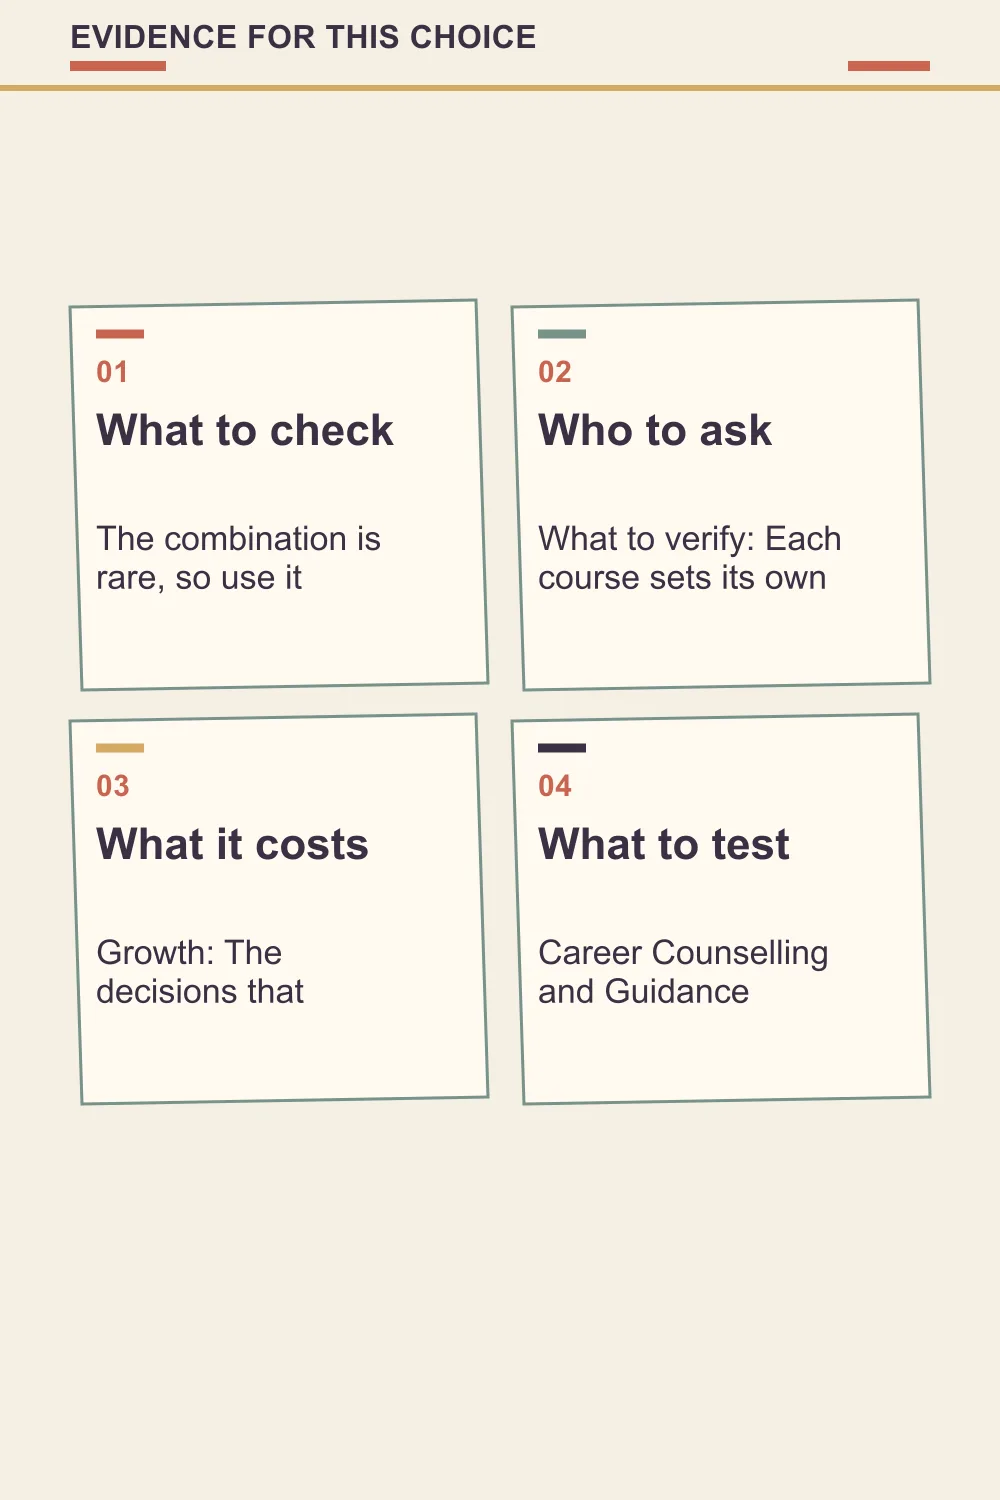 EVIDENCE FOR THIS CHOICE
01
What to check
The combination is
rare, so use it
02
Who to ask
What to verify: Each
course sets its own
03
What it costs
Growth: The
decisions that
04
What to test
Career Counselling
and Guidance